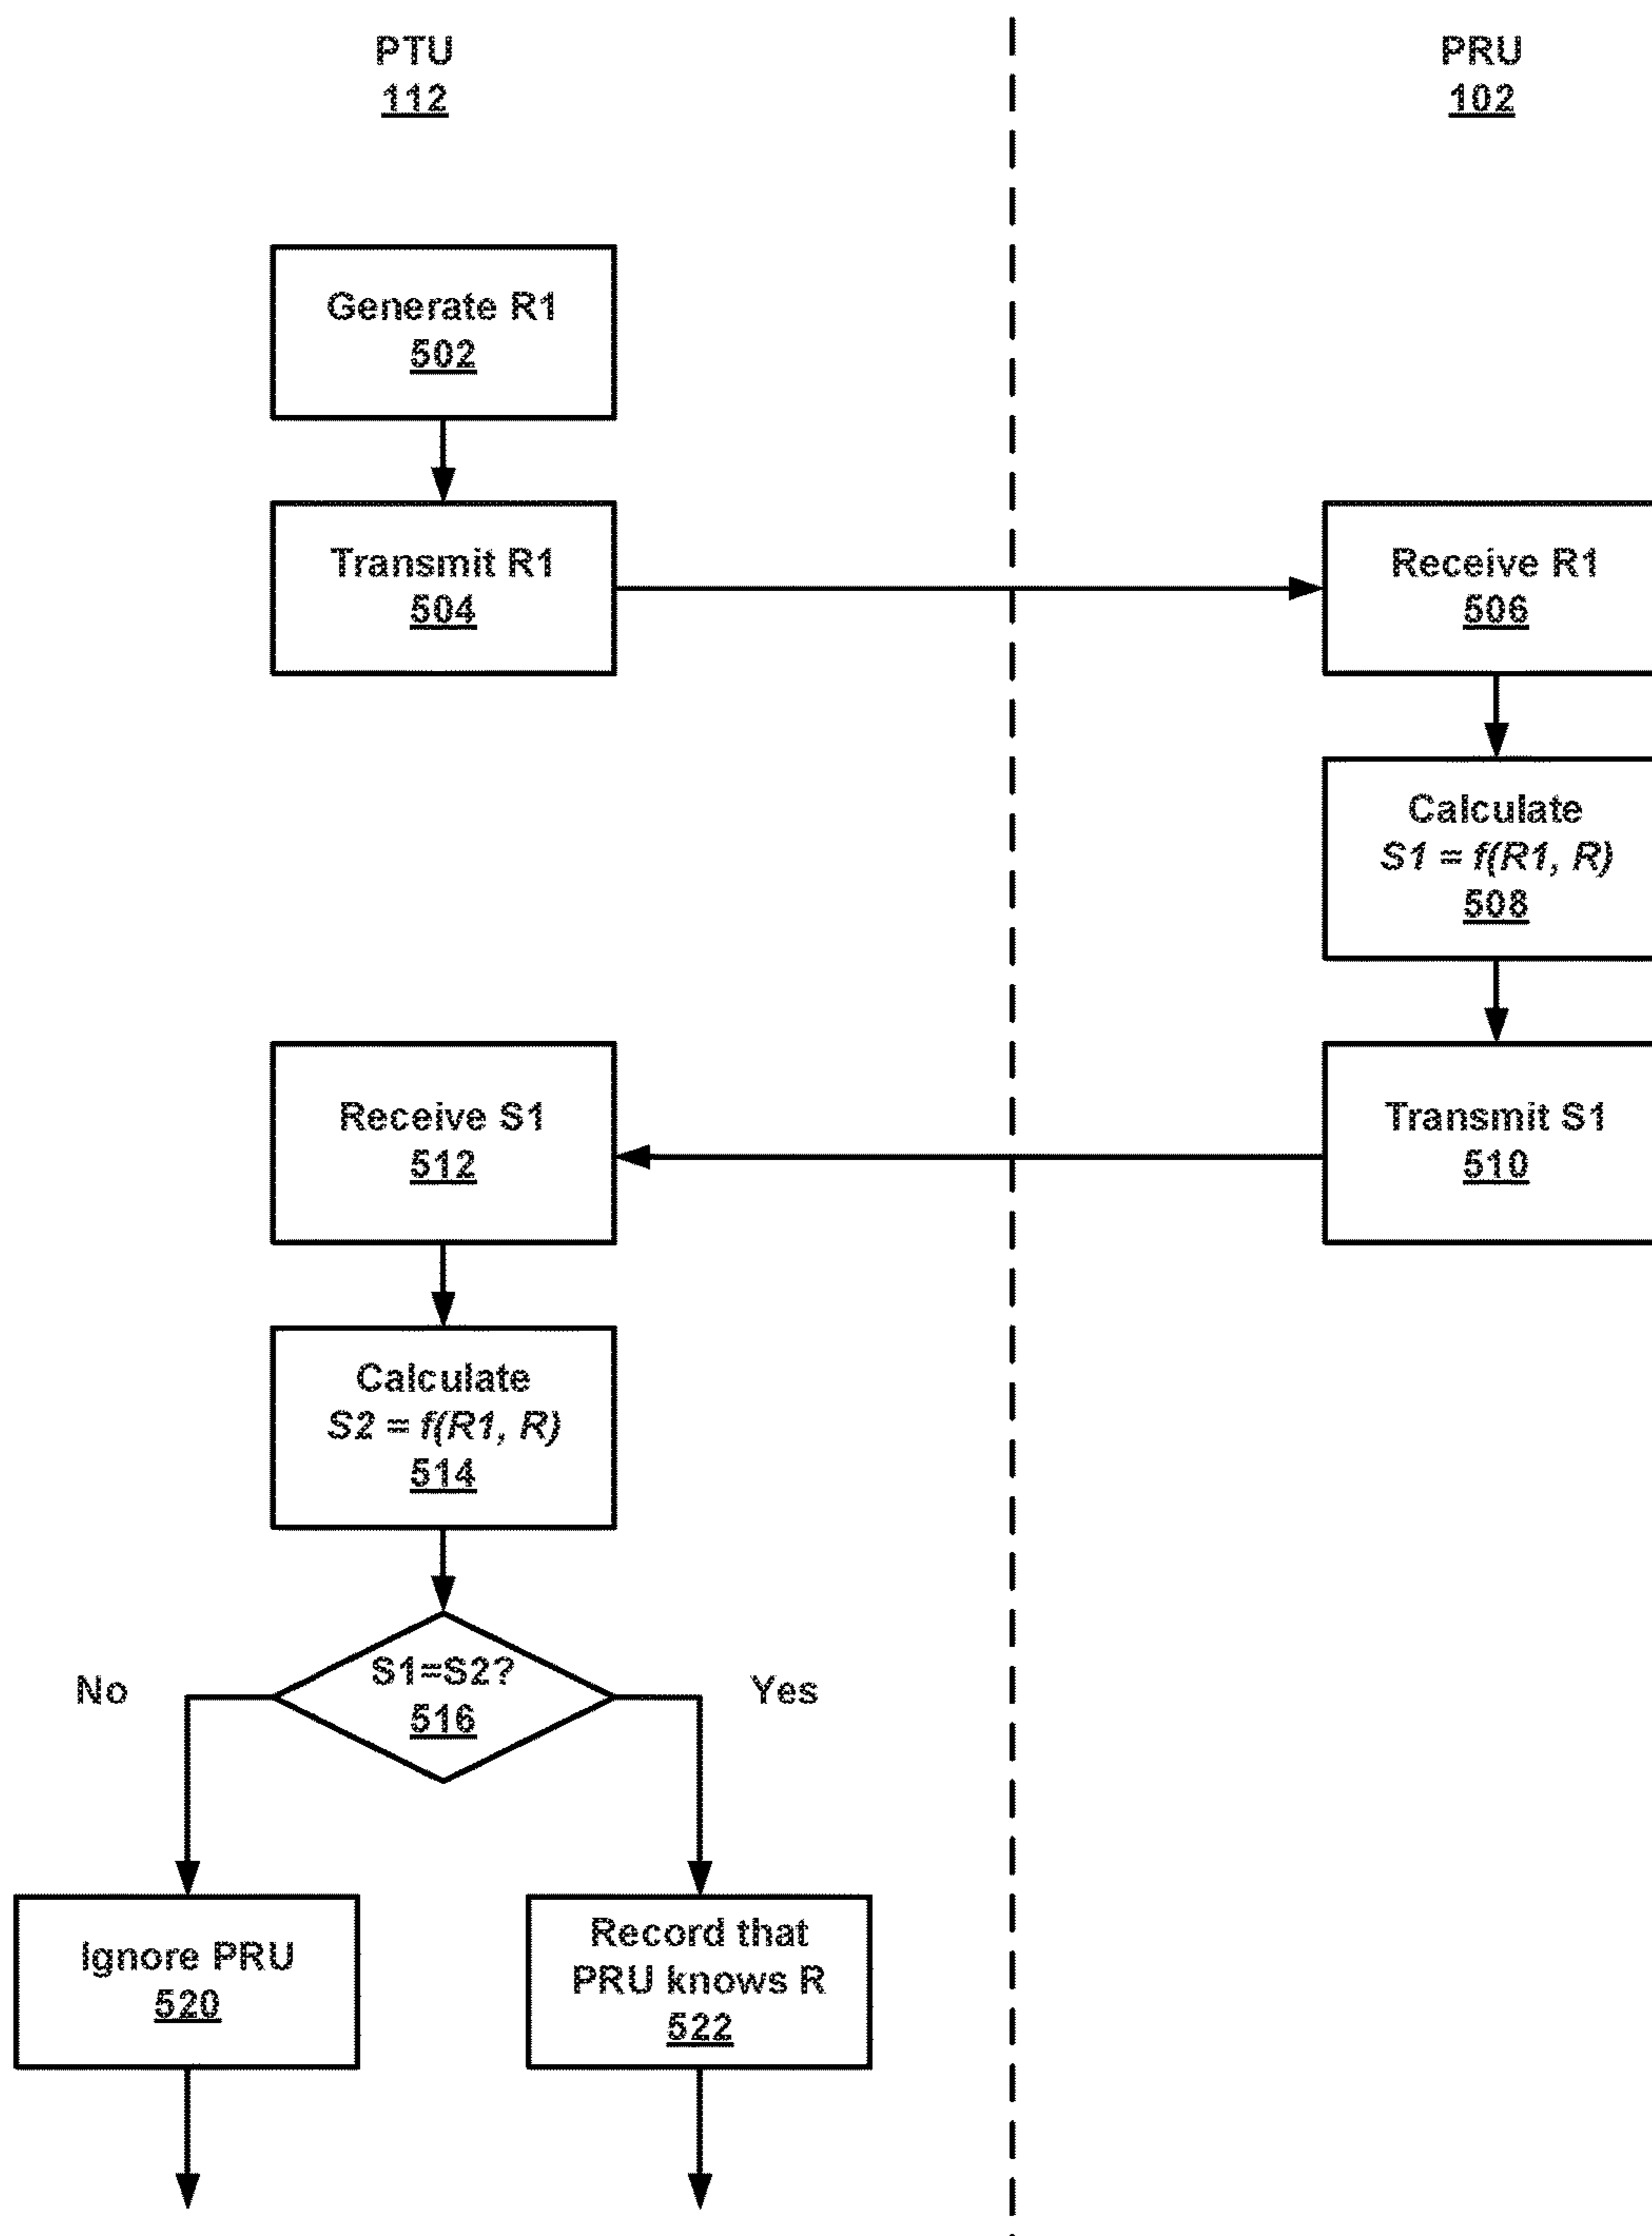 PTU
112
PRU
102
Generate R1
502
Transmit R1
504
Receive R1
506
Calculate
S1 = f(R1, R)
508
Transmit S1
510
Receive S1
512
Calculate
S2 = f(R1, R)
514
S1=S2?
516
No
Yes
Ignore PRU
520
Record that
PRU knows R
522